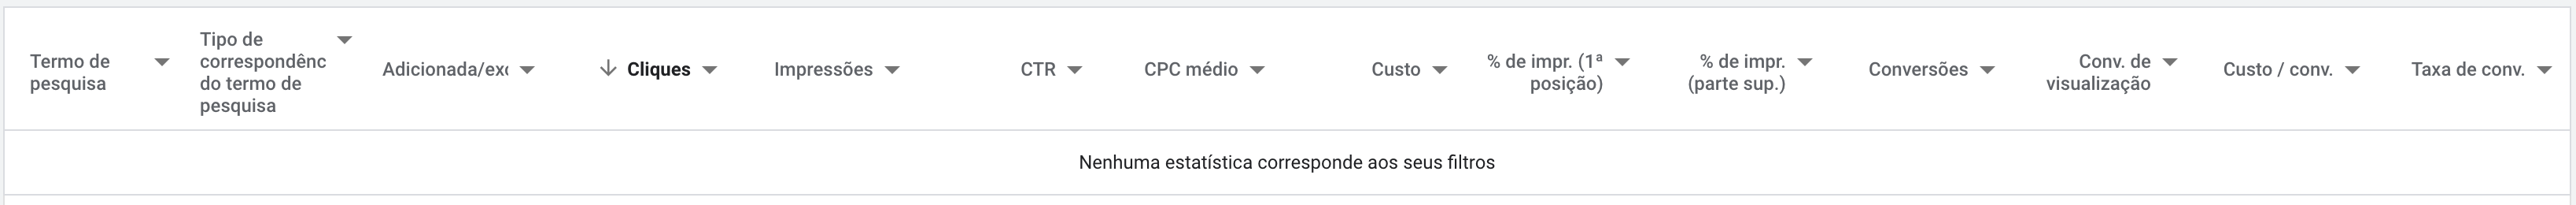 Termo de
pesquisa
Tipo de
correspondênc
do termo de
pesquisa
Adicionada/exc
Cliques
Impressões
CTR
CPC médio
Custo
% de impr. (1ª
posição)
% de impr.
(parte sup.)
Conversões
Conv. de
visualização
Custo / conv.
Taxa de conv.
Nenhuma estatística corresponde aos seus filtros